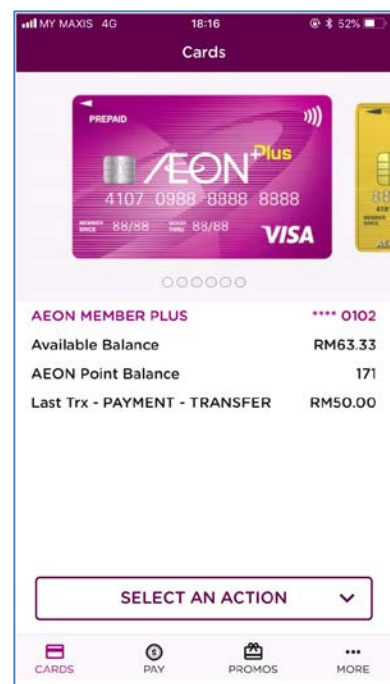 MY MAXIS 4G 18:16 52%
Cards
PREPAID
ÆON Plus
4107 0988 8888 8888
MEMBER SINCE 88/88 GOOD THRU 88/88 VISA
AEON MEMBER PLUS **** 0102
Available Balance RM63.33
AEON Point Balance 171
Last Trx - PAYMENT - TRANSFER RM50.00
SELECT AN ACTION
CARDS PAY PROMOS MORE